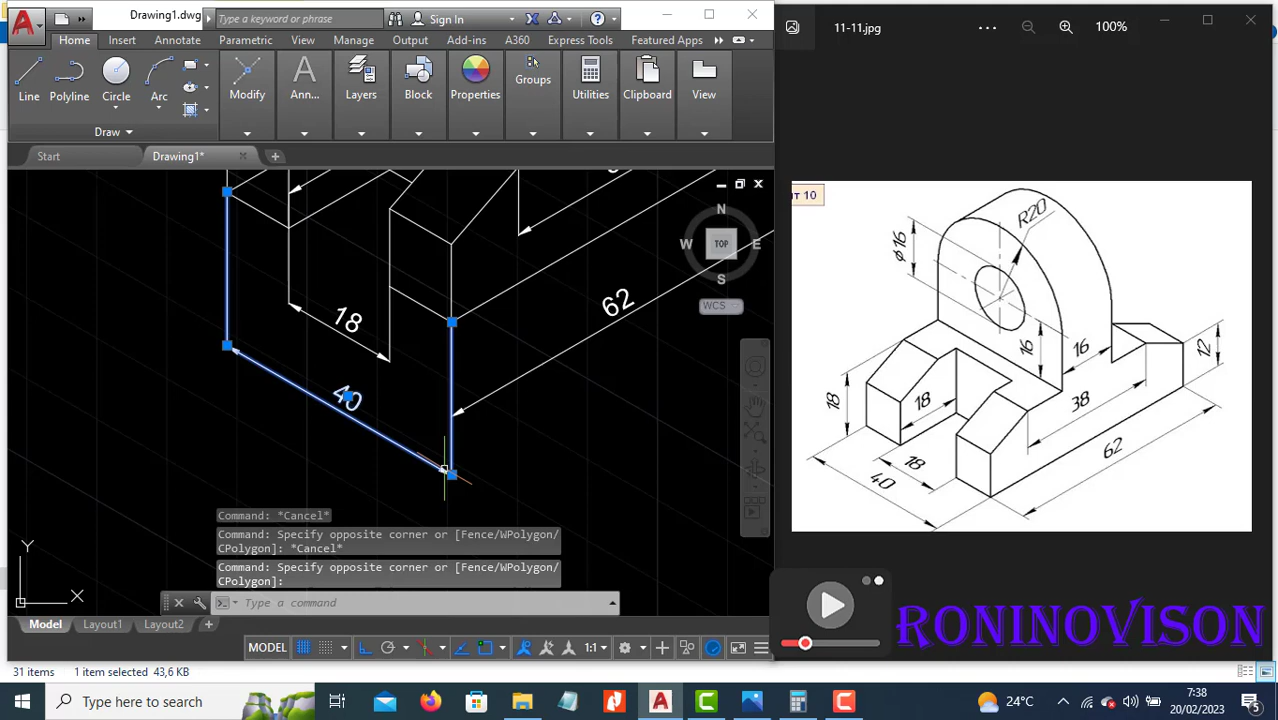 Drawing1.dwg
Type a keyword or phrase
Sign In
?
Home Insert Annotate Parametric View Manage Output Add-ins A360 Express Tools Featured Apps
Line Polyline Circle Arc Modify Ann... Layers Block Properties Groups Utilities Clipboard View
Draw
Start Drawing1*
N
W TOP E
S
WCS
18
62
40
Y
X
Command: *Cancel*
Command: Specify opposite corner or [Fence/WPolygon/
CPolygon]: *Cancel*
Command: Specify opposite corner or [Fence/WPolygon/
CPolygon]:
Type a command
Model Layout1 Layout2 +
MODEL 1:1
31 items 1 item selected 43,6 KB
11-11.jpg
100%
нт 10
R20
⌀16
16
16
12
18
18
38
18
40
62
RONINOVISON
Type here to search
24°C
7:38
20/02/2023
5